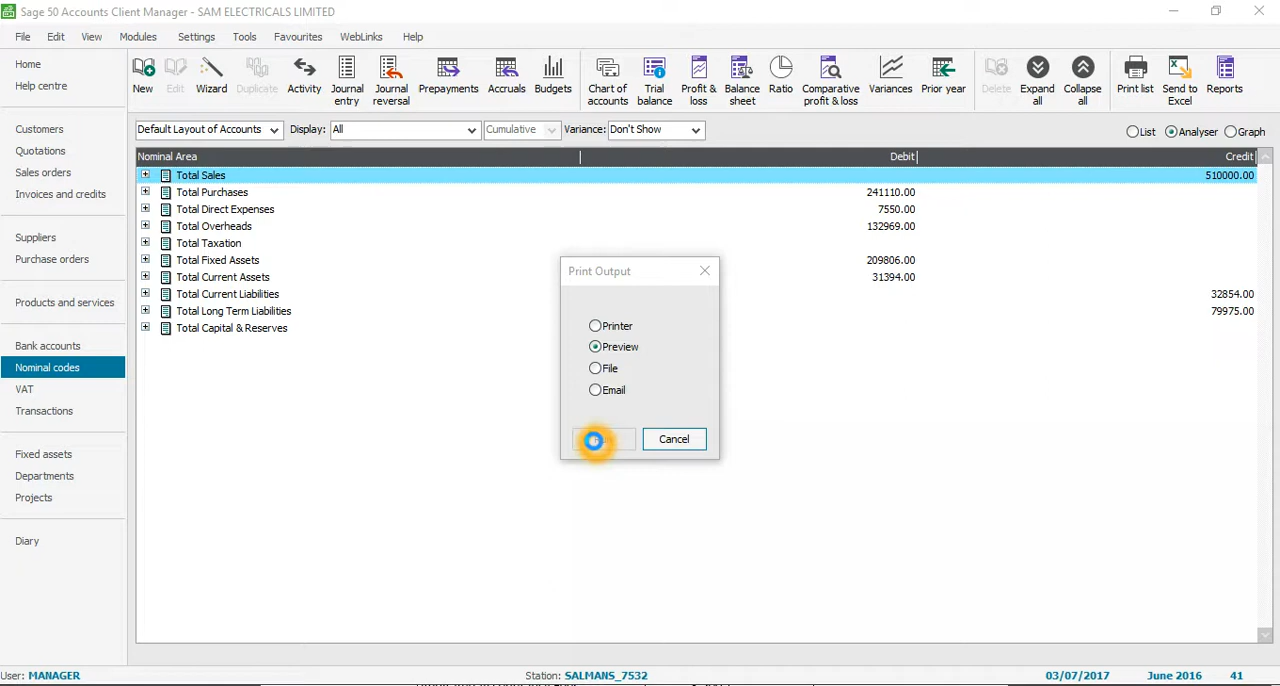 Sage 50 Accounts Client Manager - SAM ELECTRICALS LIMITED
File Edit View Modules Settings Tools Favourites WebLinks Help
Home
Help centre
Customers
Quotations
Sales orders
Invoices and credits
Suppliers
Purchase orders
Products and services
Bank accounts
Nominal codes
VAT
Transactions
Fixed assets
Departments
Projects
Diary
New Edit Wizard Duplicate Activity Journal entry Journal reversal Prepayments Accruals Budgets Chart of accounts Trial balance Profit & loss Balance sheet Ratio Comparative profit & loss Variances Prior year Delete Expand all Collapse all Print list Send to Excel Reports
Default Layout of Accounts Display: All Cumulative Variance: Don't Show List Analyser Graph
Nominal Area Debit Credit
Total Sales 510000.00
Total Purchases 241110.00
Total Direct Expenses 7550.00
Total Overheads 132969.00
Total Taxation
Total Fixed Assets 209806.00
Total Current Assets 31394.00
Total Current Liabilities 32854.00
Total Long Term Liabilities 79975.00
Total Capital & Reserves
Print Output
Printer
Preview
File
Email
Cancel
User: MANAGER Station: SALMANS_7532 03/07/2017 June 2016 41